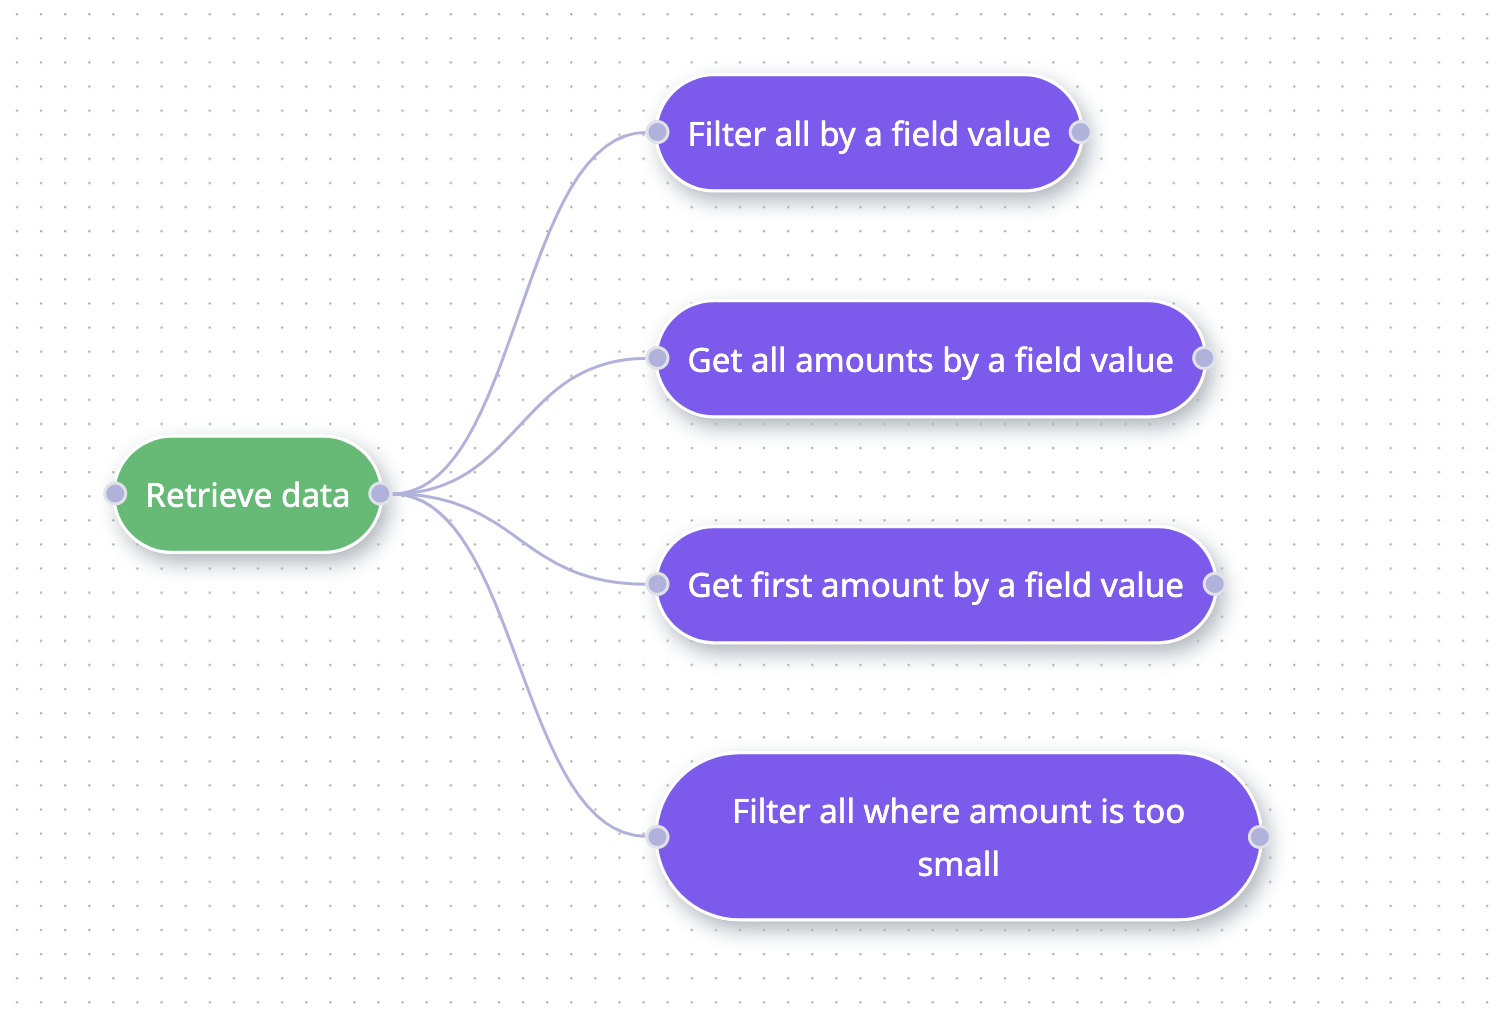 Filter all by a field value
Get all amounts by a field value
Retrieve data
Get first amount by a field value
Filter all where amount is too
small